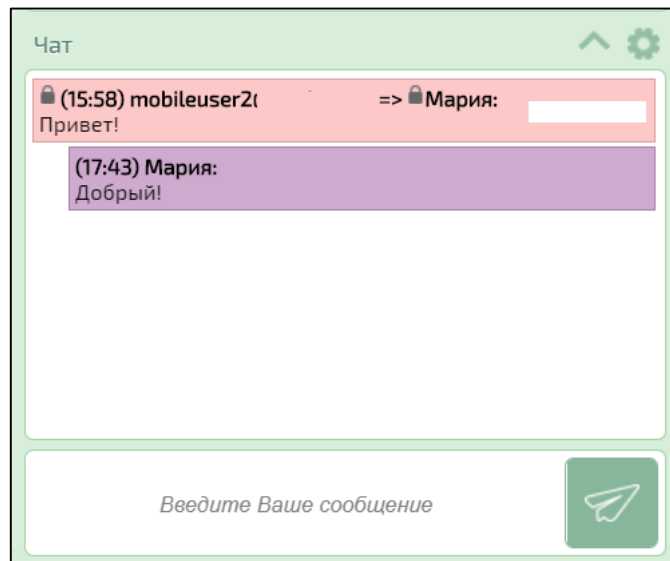 Чат
(15:58) mobileuser2( => Мария:
Привет!
(17:43) Мария:
Добрый!
Введите Ваше сообщение